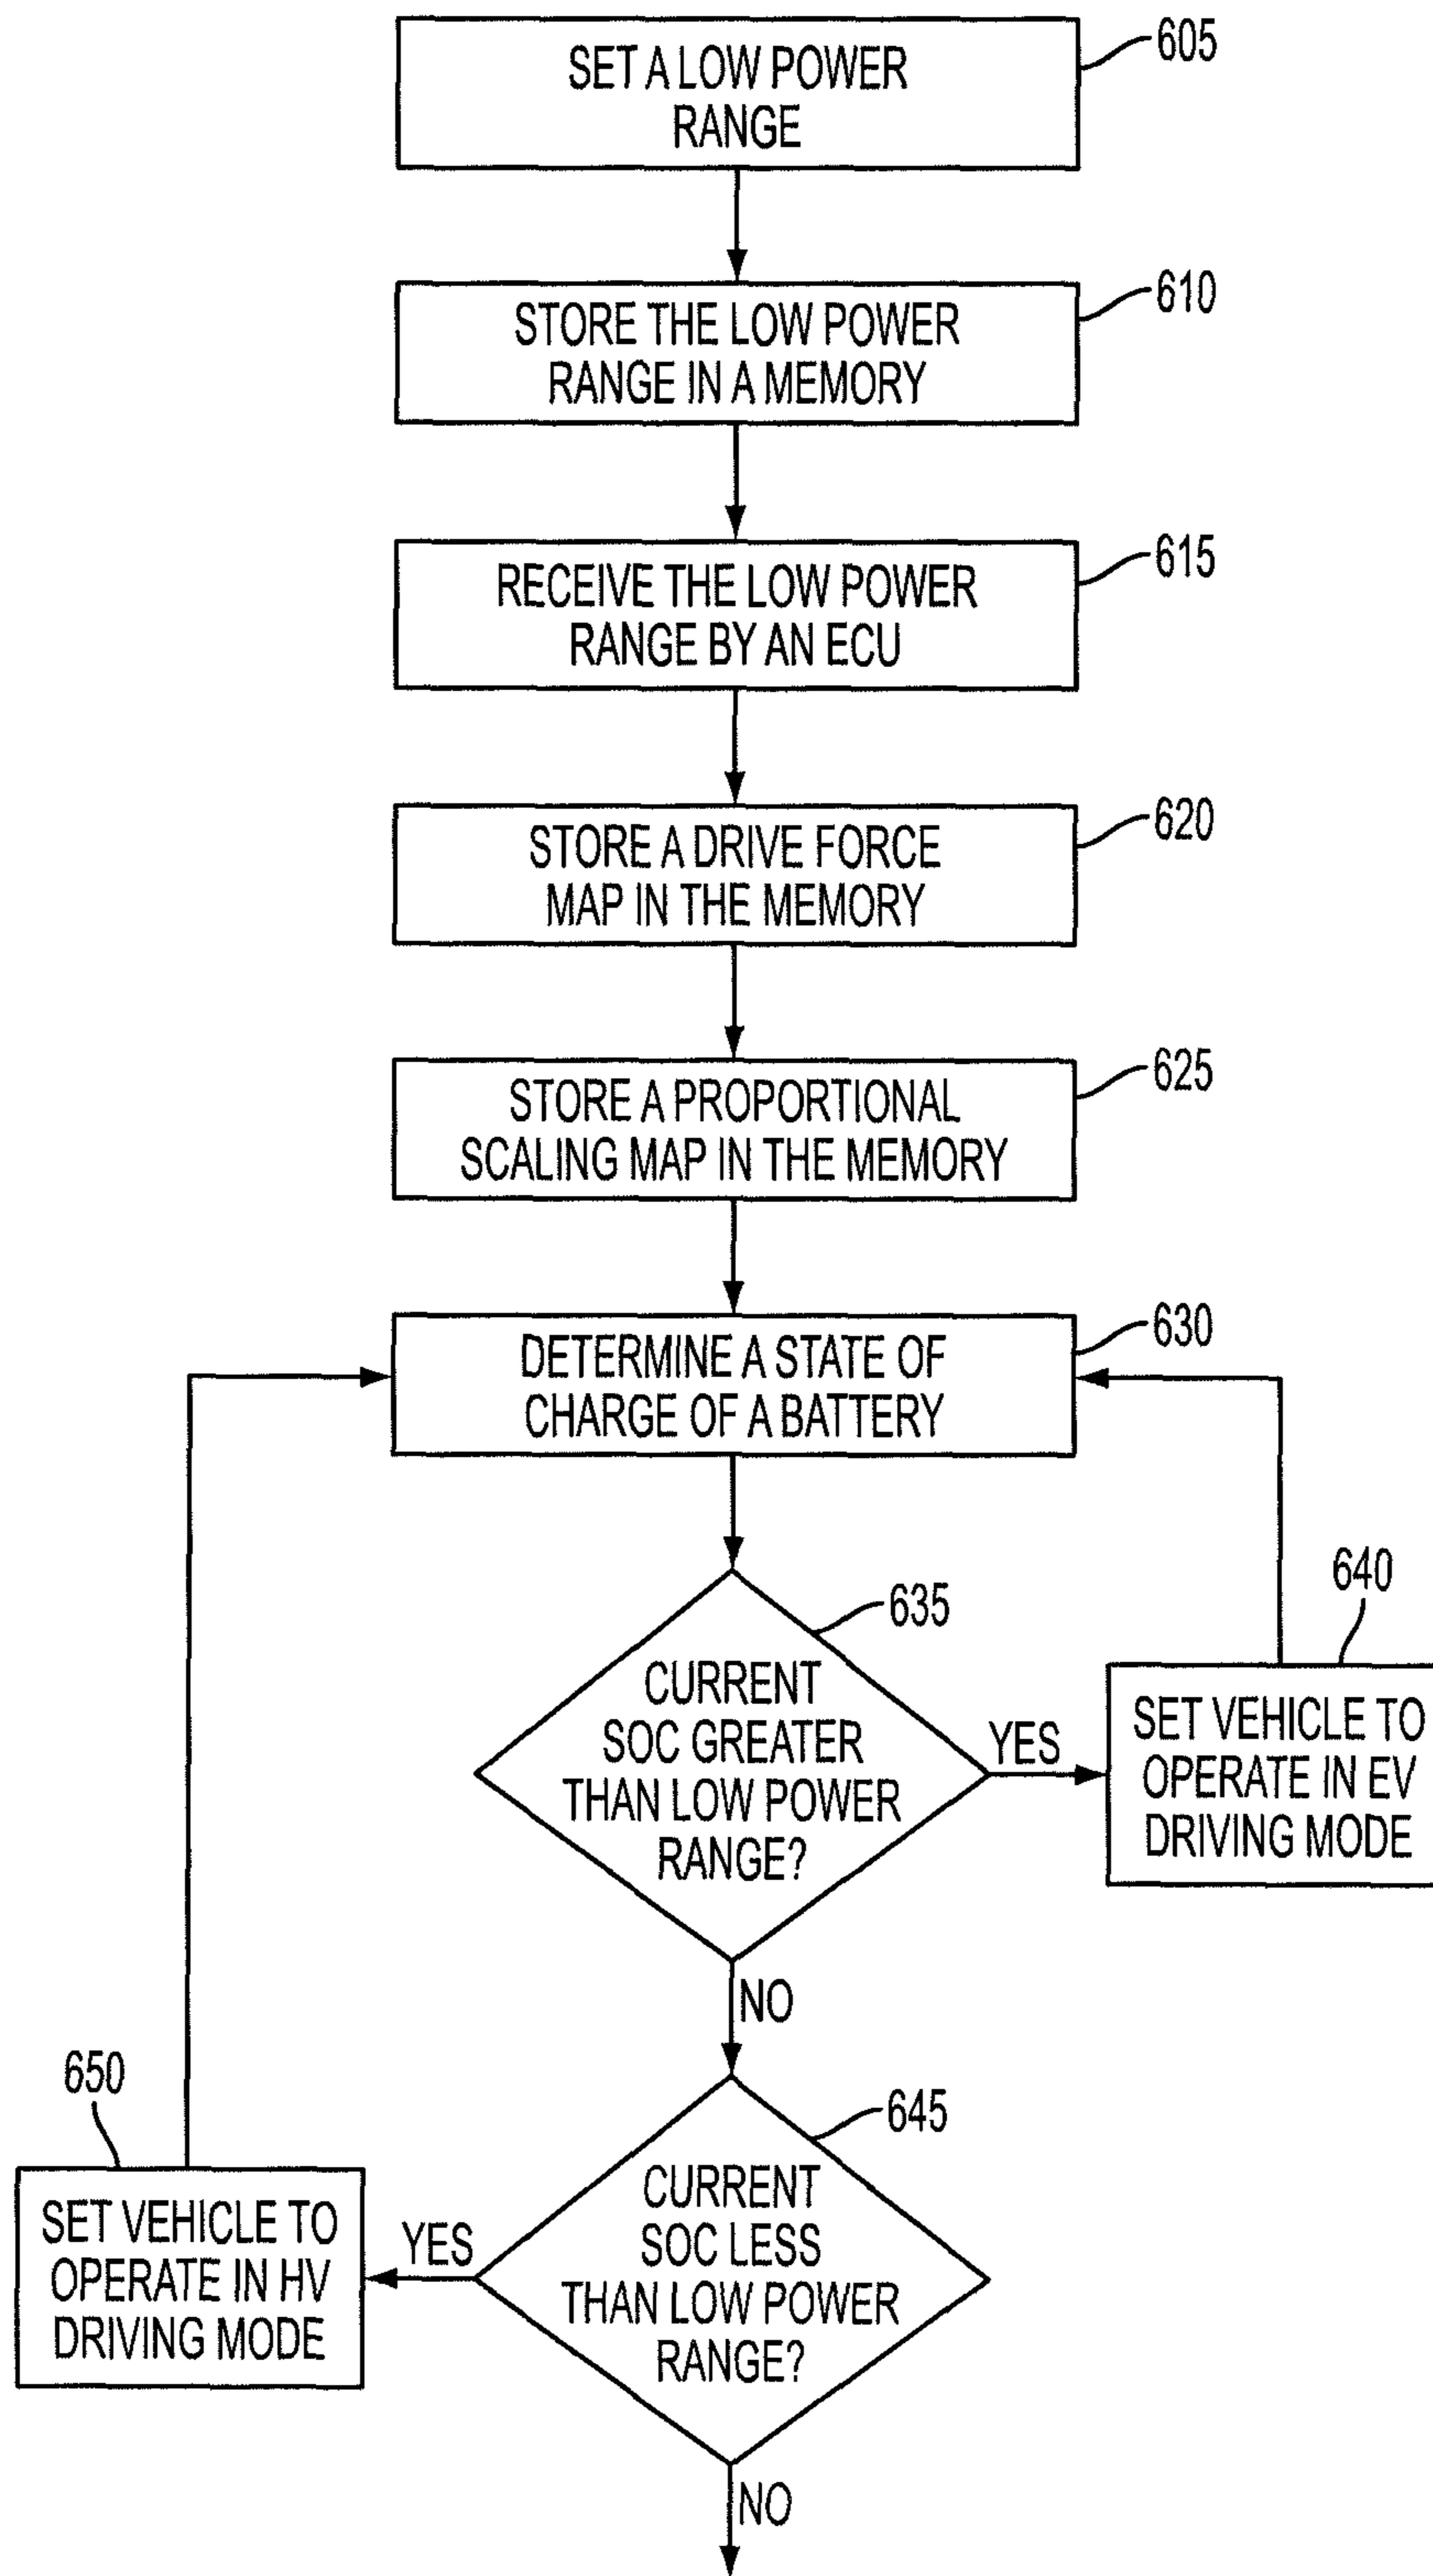 SET A LOW POWER
RANGE
605
STORE THE LOW POWER
RANGE IN A MEMORY
610
RECEIVE THE LOW POWER
RANGE BY AN ECU
615
STORE A DRIVE FORCE
MAP IN THE MEMORY
620
STORE A PROPORTIONAL
SCALING MAP IN THE MEMORY
625
DETERMINE A STATE OF
CHARGE OF A BATTERY
630
635
CURRENT
SOC GREATER
THAN LOW POWER
RANGE?
YES
640
SET VEHICLE TO
OPERATE IN EV
DRIVING MODE
NO
645
CURRENT
SOC LESS
THAN LOW POWER
RANGE?
YES
650
SET VEHICLE TO
OPERATE IN HV
DRIVING MODE
NO